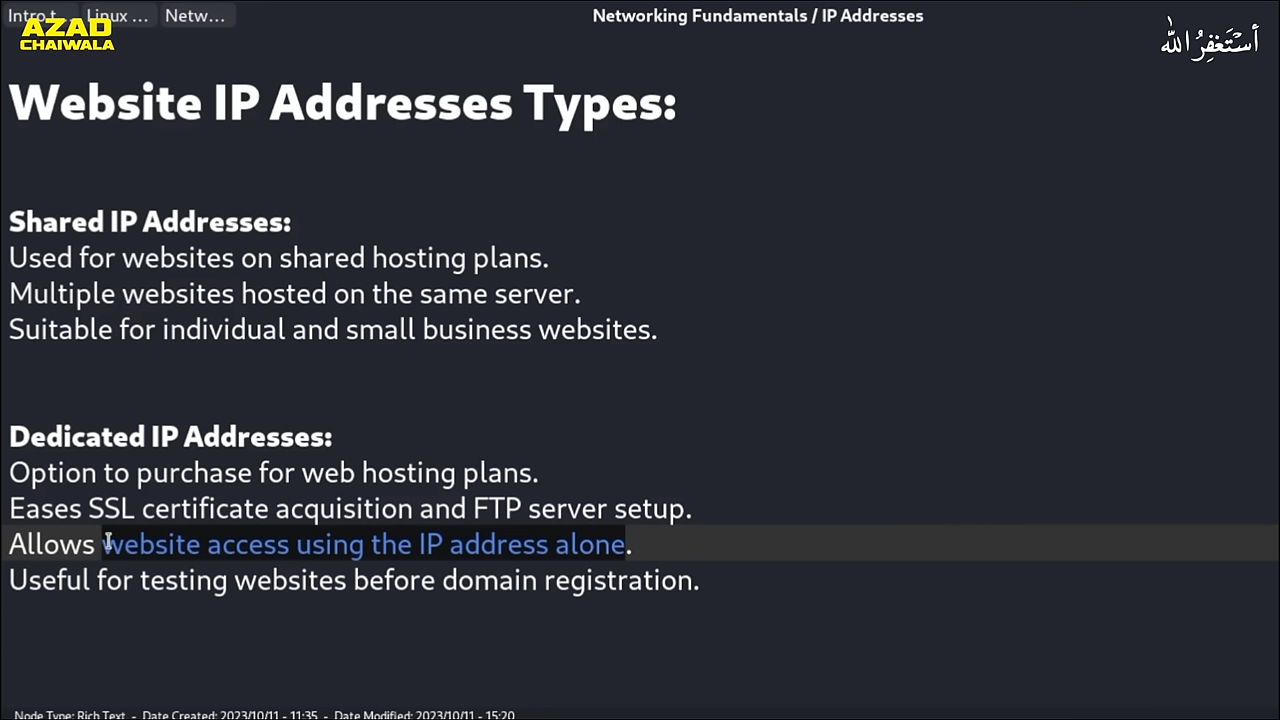 Intro t... Linux ... Netw...
Networking Fundamentals / IP Addresses
AZAD
CHAIWALA
أستغفر الله
Website IP Addresses Types:
Shared IP Addresses:
Used for websites on shared hosting plans.
Multiple websites hosted on the same server.
Suitable for individual and small business websites.
Dedicated IP Addresses:
Option to purchase for web hosting plans.
Eases SSL certificate acquisition and FTP server setup.
Allows website access using the IP address alone.
Useful for testing websites before domain registration.
Node Type: Rich Text - Date Created: 2023/10/11 - 11:35 - Date Modified: 2023/10/11 - 15:20